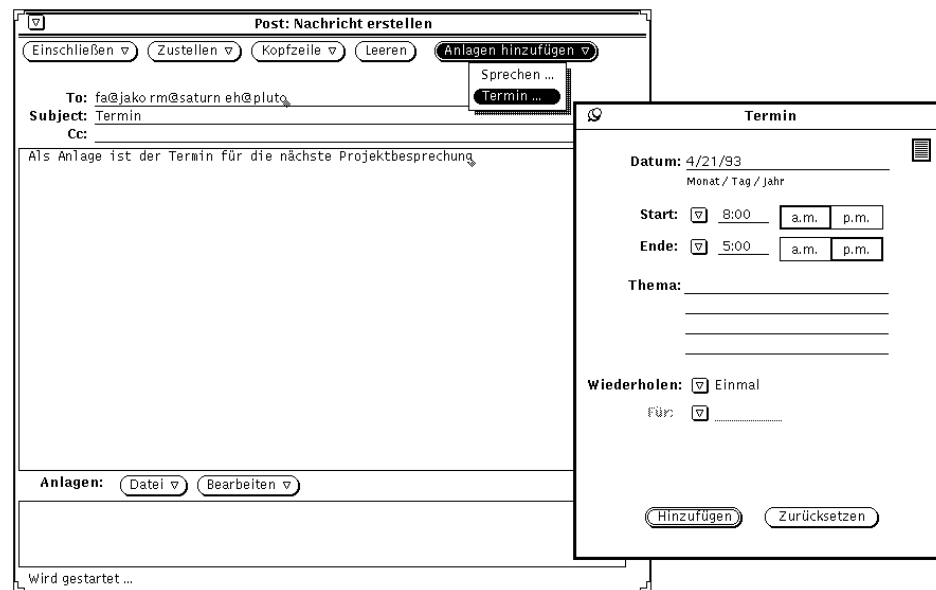 Post: Nachricht erstellen
Einschließen Zustellen Kopfzeile Leeren Anlagen hinzufügen
Sprechen ...
Termin ...
To: fa@jako rm@saturn eh@pluto
Subject: Termin
Cc:
Als Anlage ist der Termin für die nächste Projektbesprechung
Anlagen: Datei Bearbeiten
Wird gestartet ...
Termin
Datum: 4/21/93
Monat / Tag / Jahr
Start: 8:00 a.m. p.m.
Ende: 5:00 a.m. p.m.
Thema:
Wiederholen: Einmal
Für:
Hinzufügen Zurücksetzen